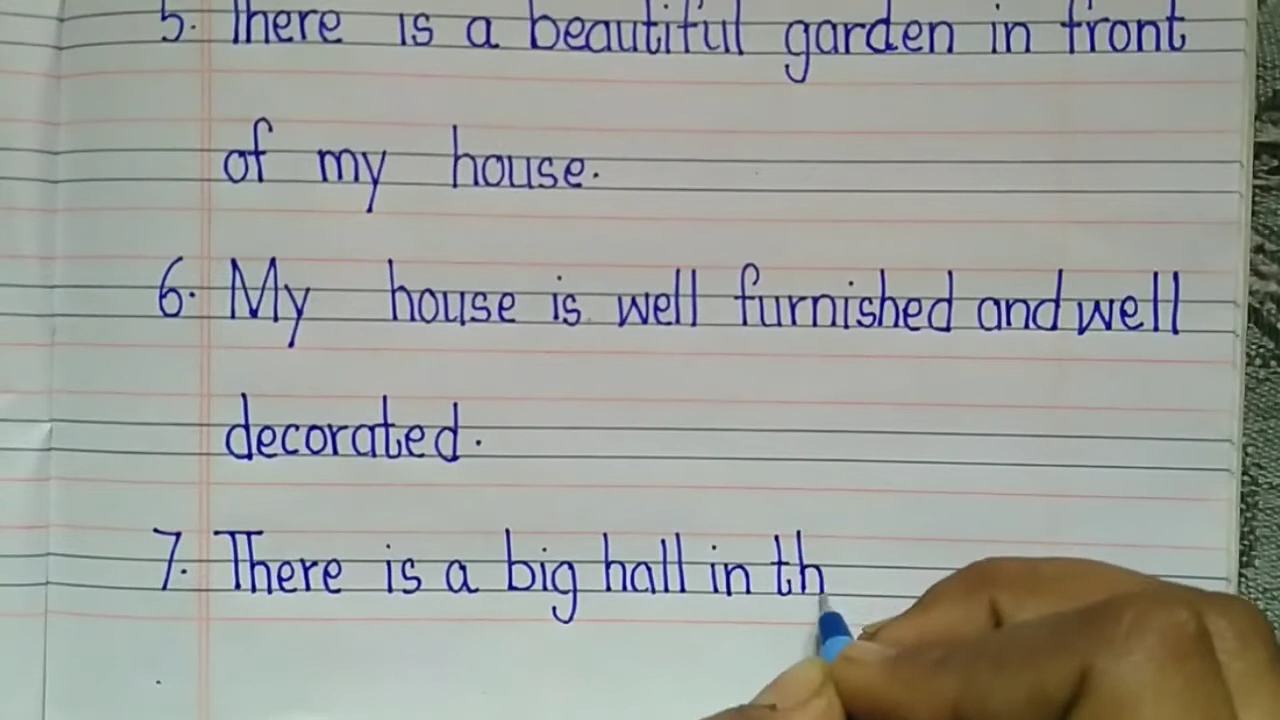 5. There is a beautiful garden in front
of my house.
6. My house is well furnished and well
decorated.
7. There is a big hall in th